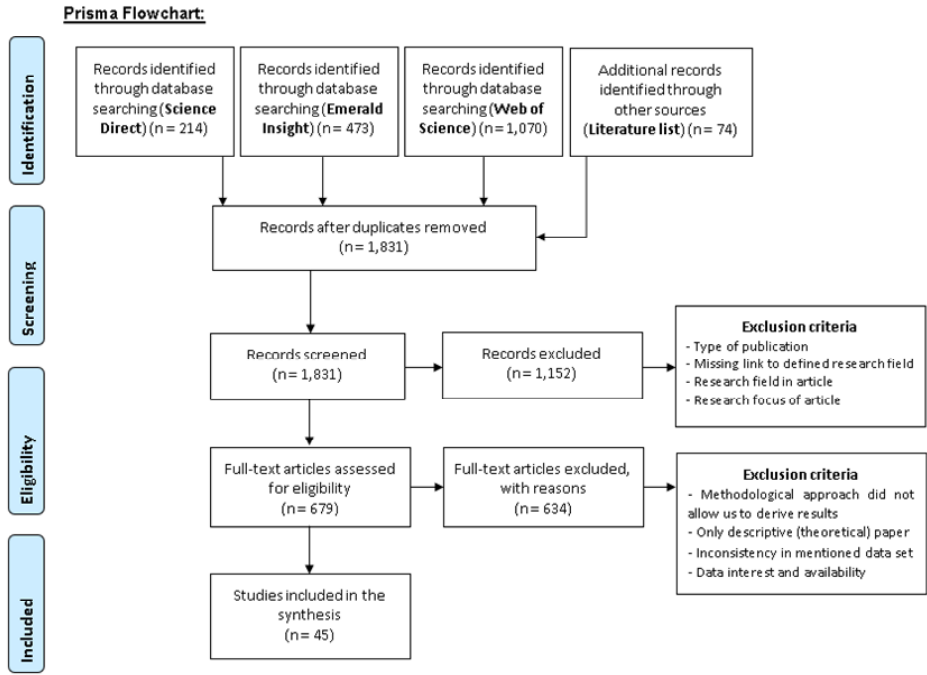 Prisma Flowchart:
Identification
Records identified
through database
searching (Science
Direct) (n = 214)
Records identified
through database
searching (Emerald
Insight) (n = 473)
Records identified
through database
searching (Web of
Science) (n = 1,070)
Additional records
identified through
other sources
(Literature list) (n = 74)
Screening
Records after duplicates removed
(n = 1,831)
Records screened
(n = 1,831)
Records excluded
(n = 1,152)
Exclusion criteria
- Type of publication
- Missing link to defined research field
- Research field in article
- Research focus of article
Eligibility
Full-text articles assessed
for eligibility
(n = 679)
Full-text articles excluded,
with reasons
(n = 634)
Exclusion criteria
- Methodological approach did not
allow us to derive results
- Only descriptive (theoretical) paper
- Inconsistency in mentioned data set
- Data interest and availability
Included
Studies included in the
synthesis
(n = 45)